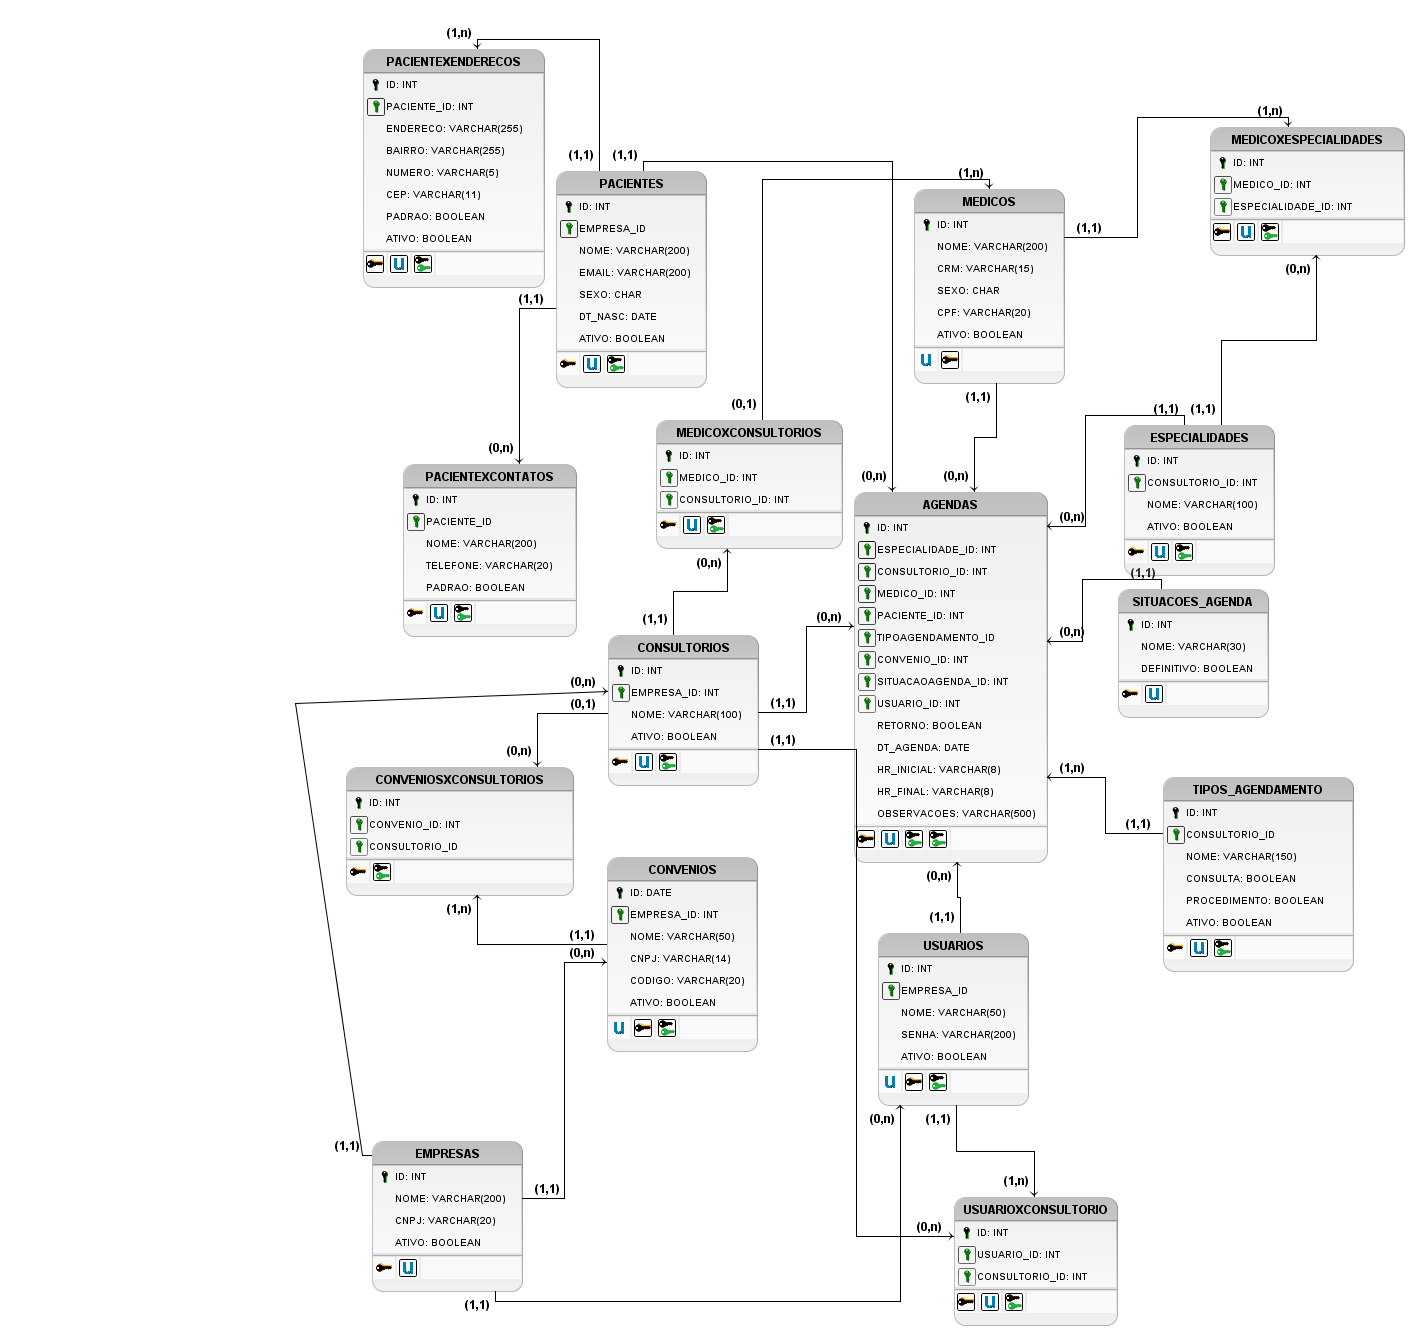 (1,n)
PACIENTEXENDERECOS
ID: INT
PACIENTE_ID: INT
ENDERECO: VARCHAR(255)
BAIRRO: VARCHAR(255)
NUMERO: VARCHAR(5)
CEP: VARCHAR(11)
PADRAO: BOOLEAN
ATIVO: BOOLEAN
u
(1,1)
(1,1)
PACIENTES
ID: INT
EMPRESA_ID
NOME: VARCHAR(200)
EMAIL: VARCHAR(200)
SEXO: CHAR
DT_NASC: DATE
ATIVO: BOOLEAN
u
(1,1)
(1,n)
MEDICOS
ID: INT
NOME: VARCHAR(200)
CRM: VARCHAR(15)
SEXO: CHAR
CPF: VARCHAR(20)
ATIVO: BOOLEAN
u
(1,1)
(1,1)
(1,n)
MEDICOXESPECIALIDADES
ID: INT
MEDICO_ID: INT
ESPECIALIDADE_ID: INT
u
(0,n)
(0,n)
PACIENTEXCONTATOS
ID: INT
PACIENTE_ID
NOME: VARCHAR(200)
TELEFONE: VARCHAR(20)
PADRAO: BOOLEAN
u
(0,1)
MEDICOXCONSULTORIOS
ID: INT
MEDICO_ID: INT
CONSULTORIO_ID: INT
u
(0,n)
(0,n)
(0,n)
AGENDAS
ID: INT
ESPECIALIDADE_ID: INT
CONSULTORIO_ID: INT
MEDICO_ID: INT
PACIENTE_ID: INT
TIPOAGENDAMENTO_ID
CONVENIO_ID: INT
SITUACAOAGENDA_ID: INT
USUARIO_ID: INT
RETORNO: BOOLEAN
DT_AGENDA: DATE
HR_INICIAL: VARCHAR(8)
HR_FINAL: VARCHAR(8)
OBSERVACOES: VARCHAR(500)
u
(0,n)
(0,n)
(0,n)
(1,n)
(0,n)
(1,1)
(1,1)
ESPECIALIDADES
ID: INT
CONSULTORIO_ID: INT
NOME: VARCHAR(100)
ATIVO: BOOLEAN
u
(1,1)
SITUACOES_AGENDA
ID: INT
NOME: VARCHAR(30)
DEFINITIVO: BOOLEAN
u
(1,1)
CONSULTORIOS
ID: INT
EMPRESA_ID: INT
NOME: VARCHAR(100)
ATIVO: BOOLEAN
u
(0,n)
(0,1)
(1,1)
(1,1)
(0,n)
CONVENIOSXCONSULTORIOS
ID: INT
CONVENIO_ID: INT
CONSULTORIO_ID
(1,n)
CONVENIOS
ID: DATE
EMPRESA_ID: INT
NOME: VARCHAR(50)
CNPJ: VARCHAR(14)
CODIGO: VARCHAR(20)
ATIVO: BOOLEAN
u
(1,1)
(0,n)
(1,1)
TIPOS_AGENDAMENTO
ID: INT
CONSULTORIO_ID
NOME: VARCHAR(150)
CONSULTA: BOOLEAN
PROCEDIMENTO: BOOLEAN
ATIVO: BOOLEAN
u
(1,1)
USUARIOS
ID: INT
EMPRESA_ID
NOME: VARCHAR(50)
SENHA: VARCHAR(200)
ATIVO: BOOLEAN
u
(0,n)
(1,1)
(1,1)
EMPRESAS
ID: INT
NOME: VARCHAR(200)
CNPJ: VARCHAR(20)
ATIVO: BOOLEAN
u
(1,1)
(1,1)
(1,n)
(0,n)
USUARIOXCONSULTORIO
ID: INT
USUARIO_ID: INT
CONSULTORIO_ID: INT
u